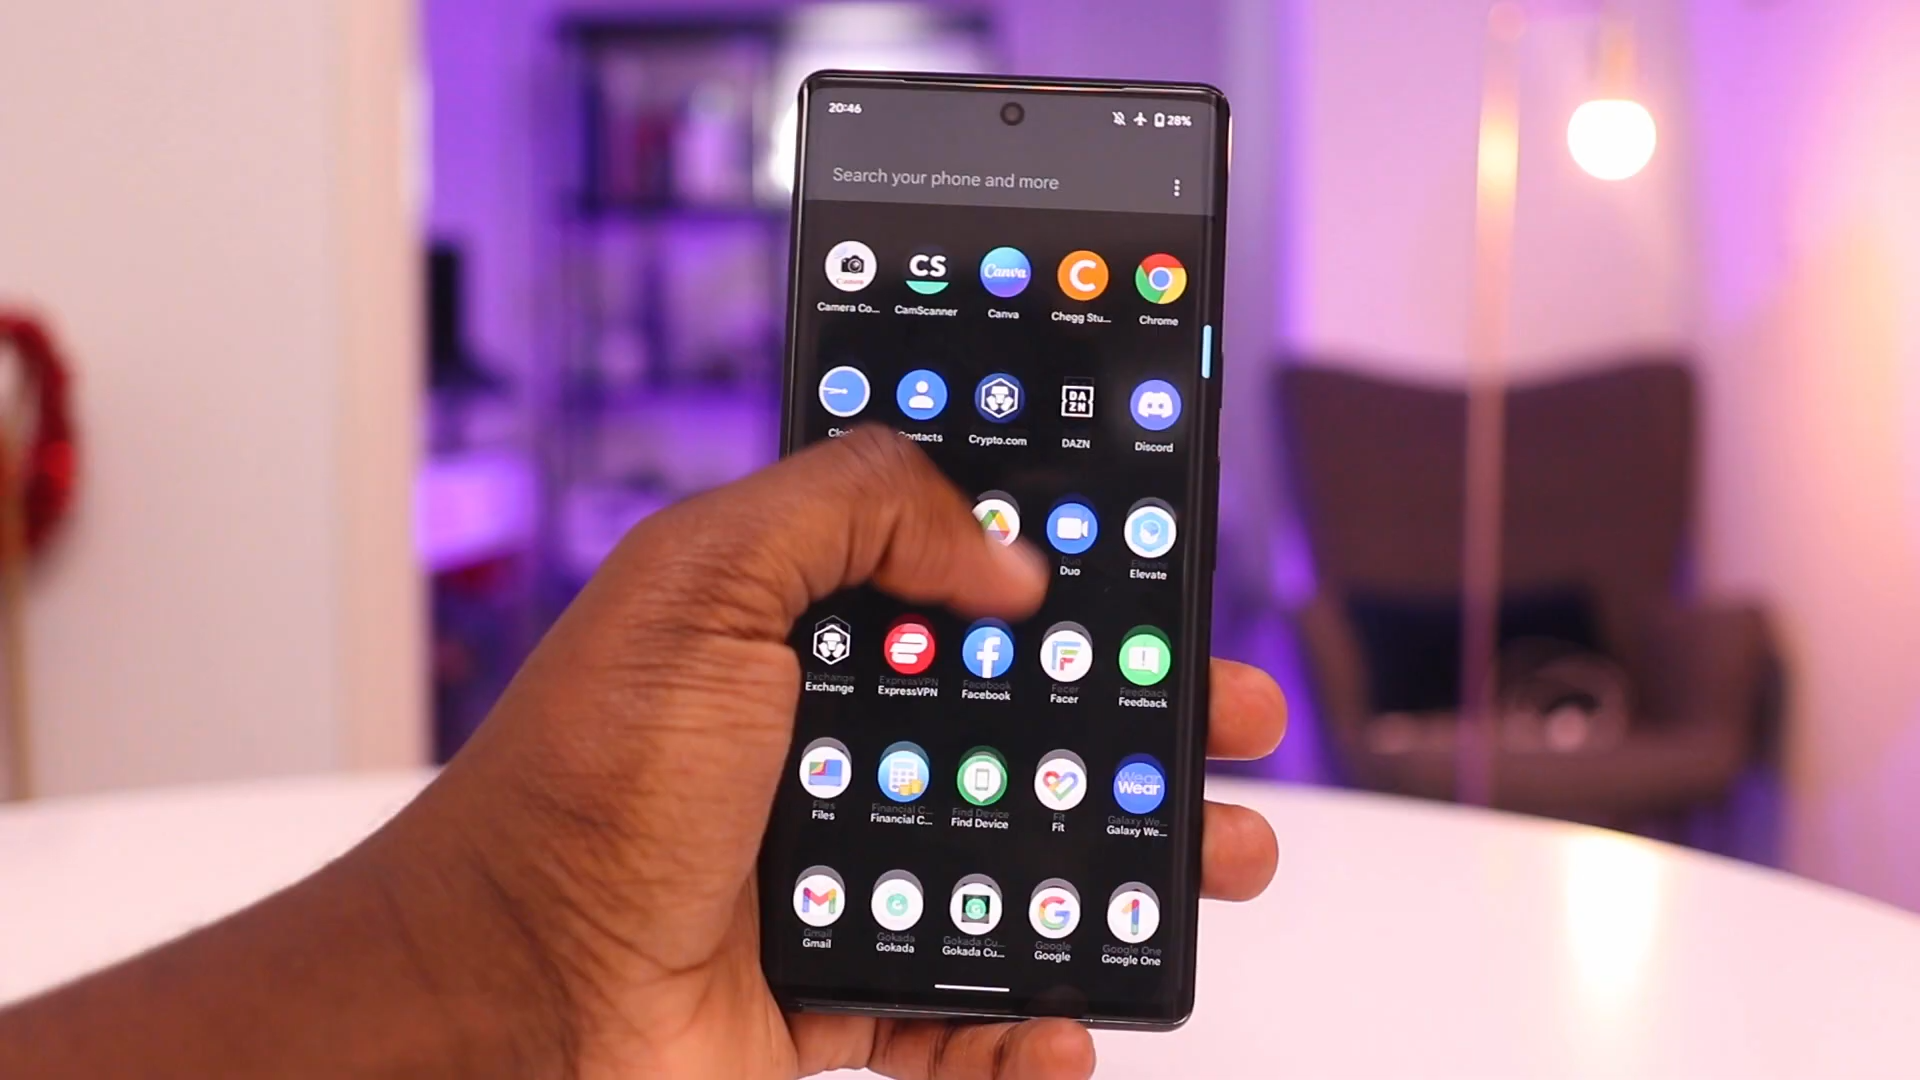 20:46
28%
Search your phone and more
CS
Canva
C
Camera Co...
CamScanner
Canva
Chegg Stu...
Chrome
DA
ZN
Contacts
Crypto.com
DAZN
Discord
Duo
Elevate
Exchange
ExpressVPN
Facebook
Facer
Feedback
Wear
Files
Financial C...
Find Device
Fit
Galaxy We...
Gmail
Gokada
Gokada Cu...
Google
Google One